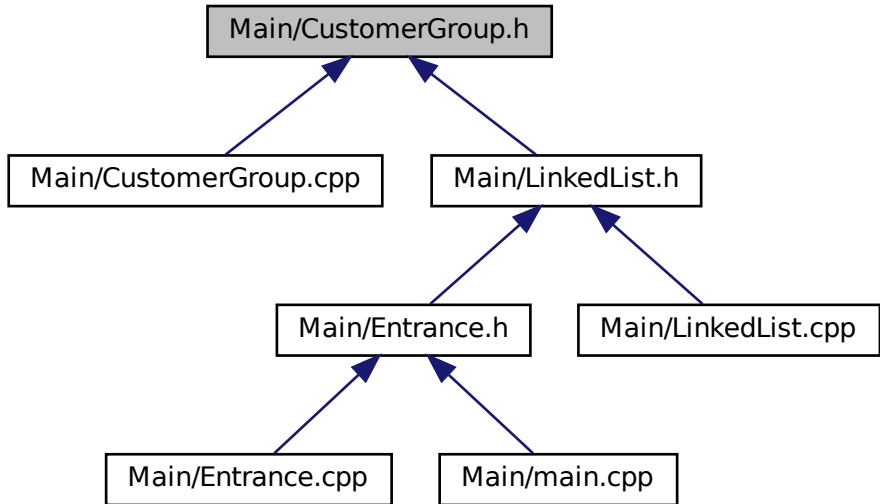 Main/CustomerGroup.h
Main/CustomerGroup.cpp
Main/LinkedList.h
Main/Entrance.h
Main/LinkedList.cpp
Main/Entrance.cpp
Main/main.cpp